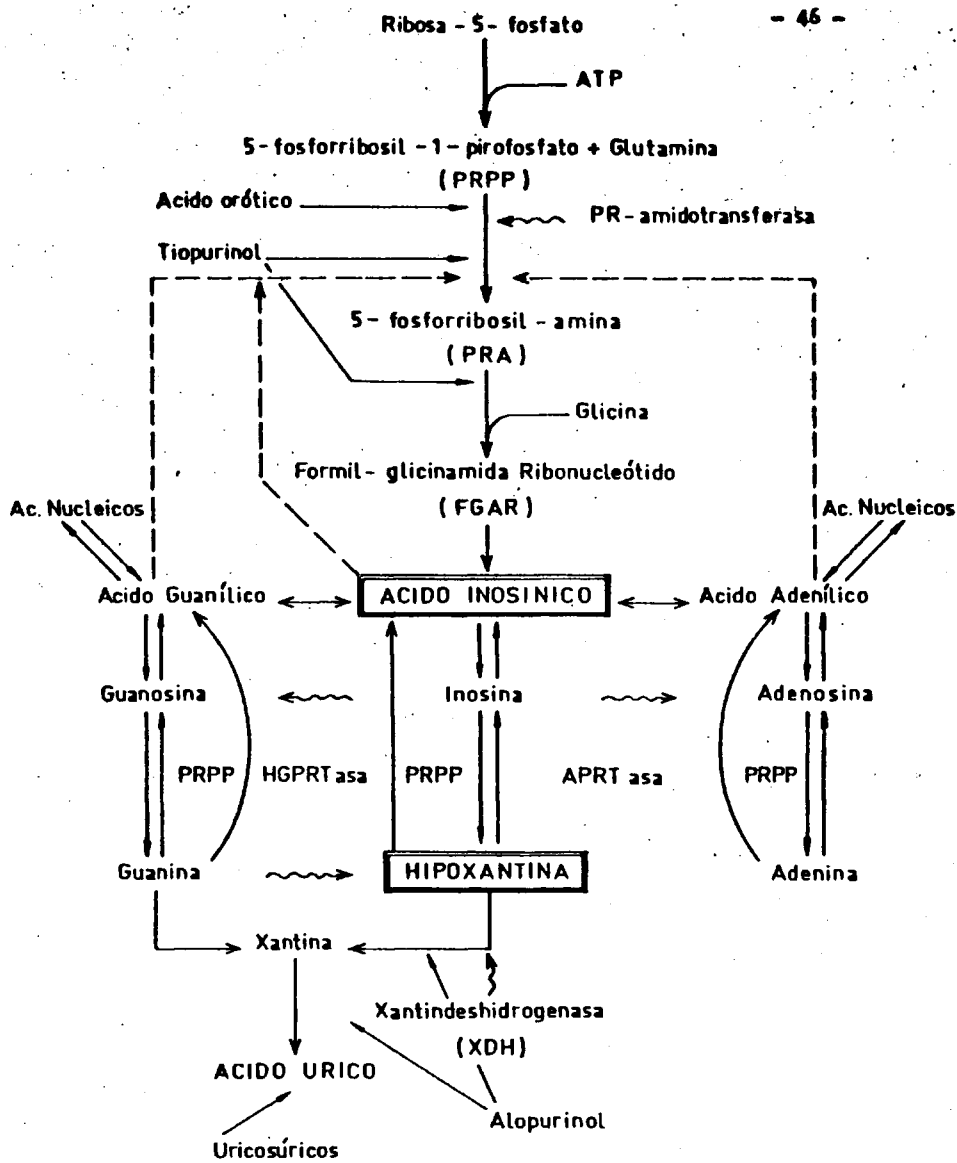 Ribosa - 5 - fosfato
- 46 -
ATP
5-fosforribosil -1- pirofosfato + Glutamina
(PRPP)
Acido orótico
PR-amidotransferasa
Tiopurinol
5- fosforribosil - amina
(PRA)
Glicina
Formil- glicinamida Ribonucleótido
(FGAR)
Ac. Nucleicos
Ac. Nucleicos
Acido Guanílico
ACIDO INOSINICO
Acido Adenílico
Guanosina
Inosina
Adenosina
PRPP
HGPRTasa
PRPP
APRT asa
PRPP
Guanina
HIPOXANTINA
Adenina
Xantina
Xantindeshidrogenasa
(XDH)
ACIDO URICO
Alopurinol
Uricosúricos